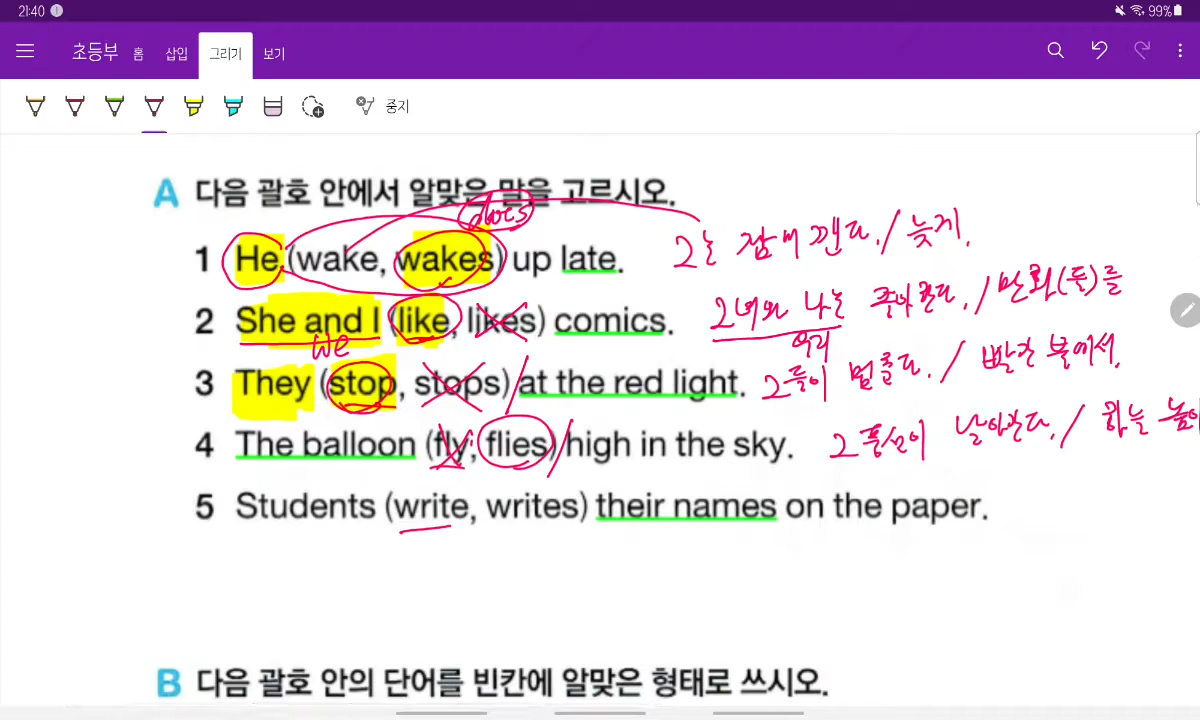 21:40 99%
초등부 홈 삽입 그리기 보기
중지
A 다음 괄호 안에서 알맞은 말을 고르시오.
does
1 He (wake, wakes) up late. 그는 잠에 깬다. / 늦게.
2 She and I (like, likes) comics. 그녀와 나는 좋아한다. / 만화(들)를
we 우리
3 They (stop, stops) / at the red light. 그들이 멈춘다. / 빨간 불에서.
4 The balloon (fly, flies) / high in the sky. 그 풍선이 날아간다. / 하늘 높이
5 Students (write, writes) their names on the paper.
B 다음 괄호 안의 단어를 빈칸에 알맞은 형태로 쓰시오.